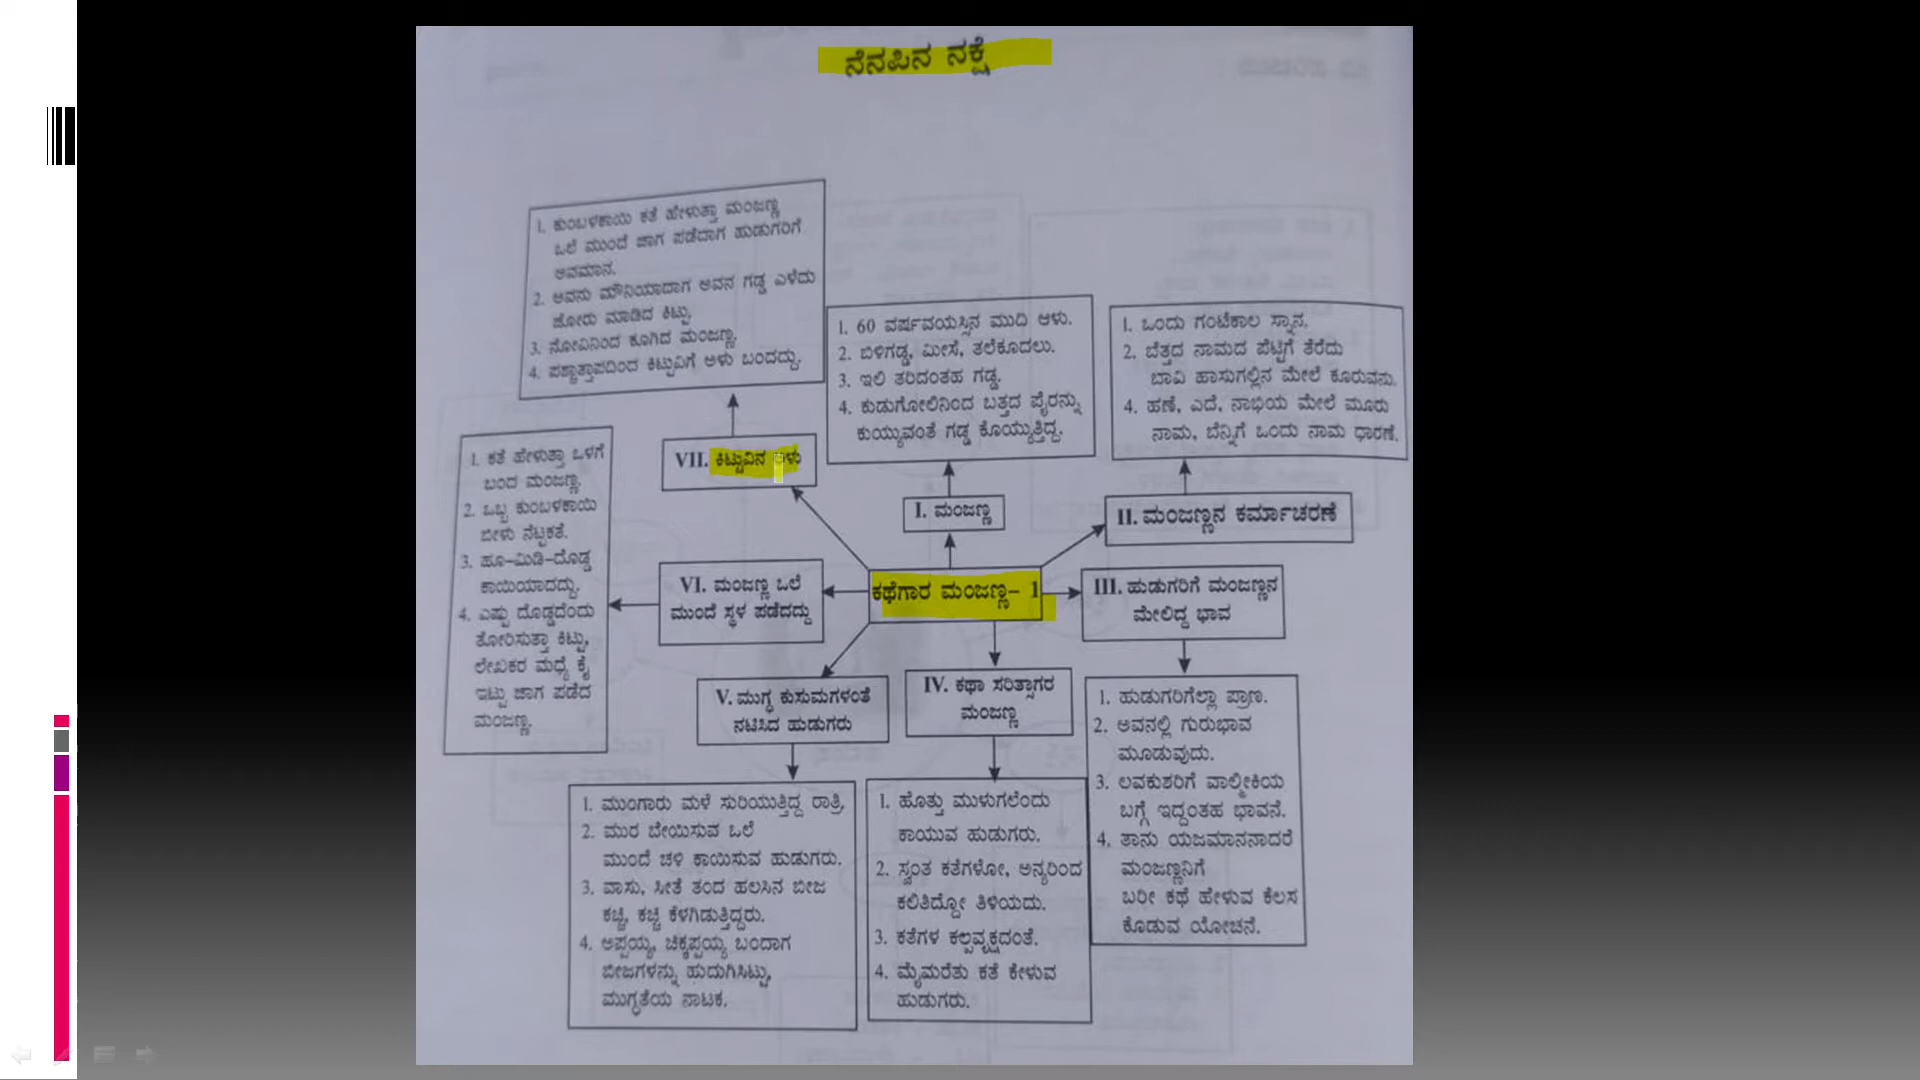 ನೆನಪಿನ ನಕ್ಷೆ
1. ಕುಂಬಳಕಾಯಿ ಕತೆ ಹೇಳುತ್ತಾ ಮಂಜಣ್ಣ
ಒಲೆ ಮುಂದೆ ಜಾಗ ಪಡೆದಾಗ ಹುಡುಗರಿಗೆ
ಅವಮಾನ.
2. ಅವನು ಮೌನಿಯಾದಾಗ ಅವನ ಗಡ್ಡ ಎಳೆದು
ಜೋರು ಮಾಡಿದ ಕಿಟ್ಟು.
3. ನೋವಿನಿಂದ ಕೂಗಿದ ಮಂಜಣ್ಣ.
4. ಪಶ್ಚಾತ್ತಾಪದಿಂದ ಕಿಟ್ಟುವಿಗೆ ಅಳು ಬಂದದ್ದು.
VII. ಕಿಟ್ಟುವಿನ ಅಳು
1. 60 ವರ್ಷವಯಸ್ಸಿನ ಮುದಿ ಆಳು.
2. ಬಿಳಿಗಡ್ಡ, ಮೀಸೆ, ತಲೆಕೂದಲು.
3. ಇಲಿ ತರಿದಂತಹ ಗಡ್ಡ.
4. ಕುಡುಗೋಲಿನಿಂದ ಬತ್ತದ ಪೈರನ್ನು
ಕುಯ್ಯುವಂತೆ ಗಡ್ಡ ಕೊಯ್ಯುತ್ತಿದ್ದ.
I. ಮಂಜಣ್ಣ
1. ಒಂದು ಗಂಟೆಕಾಲ ಸ್ನಾನ.
2. ಬೆತ್ತದ ನಾಮದ ಪೆಟ್ಟಿಗೆ ತೆರೆದು
ಬಾವಿ ಹಾಸುಗಲ್ಲಿನ ಮೇಲೆ ಕೂರುವನು.
4. ಹಣೆ, ಎದೆ, ನಾಭಿಯ ಮೇಲೆ ಮೂರು
ನಾಮ, ಬೆನ್ನಿಗೆ ಒಂದು ನಾಮ ಧಾರಣೆ.
II. ಮಂಜಣ್ಣನ ಕರ್ಮಾಚರಣೆ
1. ಕತೆ ಹೇಳುತ್ತಾ ಒಳಗೆ
ಬಂದ ಮಂಜಣ್ಣ.
2. ಒಬ್ಬ ಕುಂಬಳಕಾಯಿ
ಬೀಳು ನೆಟ್ಟಕತೆ.
3. ಹೂ–ಮಿಡಿ–ದೊಡ್ಡ
ಕಾಯಿಯಾದದ್ದು.
4. ಎಷ್ಟು ದೊಡ್ಡದೆಂದು
ತೋರಿಸುತ್ತಾ ಕಿಟ್ಟು,
ಲೇಖಕರ ಮಧ್ಯೆ ಕೈ
ಇಟ್ಟು ಜಾಗ ಪಡೆದ
ಮಂಜಣ್ಣ.
VI. ಮಂಜಣ್ಣ ಒಲೆ
ಮುಂದೆ ಸ್ಥಳ ಪಡೆದದ್ದು
ಕಥೆಗಾರ ಮಂಜಣ್ಣ– 1
III. ಹುಡುಗರಿಗೆ ಮಂಜಣ್ಣನ
ಮೇಲಿದ್ದ ಭಾವ
V. ಮುಗ್ಧ ಕುಸುಮಗಳಂತೆ
ನಟಿಸಿದ ಹುಡುಗರು
IV. ಕಥಾ ಸರಿತ್ಸಾಗರ
ಮಂಜಣ್ಣ
1. ಹುಡುಗರಿಗೆಲ್ಲಾ ಪ್ರಾಣ.
2. ಅವನಲ್ಲಿ ಗುರುಭಾವ
ಮೂಡುವುದು.
3. ಲವಕುಶರಿಗೆ ವಾಲ್ಮೀಕಿಯ
ಬಗ್ಗೆ ಇದ್ದಂತಹ ಭಾವನೆ.
4. ತಾನು ಯಜಮಾನನಾದರೆ
ಮಂಜಣ್ಣನಿಗೆ
ಬರೀ ಕಥೆ ಹೇಳುವ ಕೆಲಸ
ಕೊಡುವ ಯೋಚನೆ.
1. ಮುಂಗಾರು ಮಳೆ ಸುರಿಯುತ್ತಿದ್ದ ರಾತ್ರಿ.
2. ಮುರ ಬೇಯಿಸುವ ಒಲೆ
ಮುಂದೆ ಚಳಿ ಕಾಯಿಸುವ ಹುಡುಗರು.
3. ವಾಸು, ಸೀತೆ ತಂದ ಹಲಸಿನ ಬೀಜ
ಕಚ್ಚಿ, ಕಚ್ಚಿ ಕೆಳಗಿಡುತ್ತಿದ್ದರು.
4. ಅಪ್ಪಯ್ಯ, ಚಿಕ್ಕಪ್ಪಯ್ಯ ಬಂದಾಗ
ಬೀಜಗಳನ್ನು ಹುದುಗಿಸಿಟ್ಟು,
ಮುಗ್ಧತೆಯ ನಾಟಕ.
1. ಹೊತ್ತು ಮುಳುಗಲೆಂದು
ಕಾಯುವ ಹುಡುಗರು.
2. ಸ್ವಂತ ಕತೆಗಳೋ, ಅನ್ಯರಿಂದ
ಕಲಿತಿದ್ದೋ ತಿಳಿಯದು.
3. ಕತೆಗಳ ಕಲ್ಪವೃಕ್ಷದಂತೆ.
4. ಮೈಮರೆತು ಕತೆ ಕೇಳುವ
ಹುಡುಗರು.